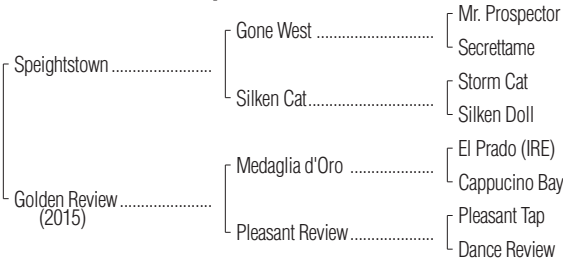 Mr. Prospector
Gone West
Secrettame
Speightstown
Storm Cat
Silken Cat
Silken Doll
El Prado (IRE)
Medaglia d'Oro
Cappucino Bay
Golden Review
(2015)
Pleasant Tap
Pleasant Review
Dance Review